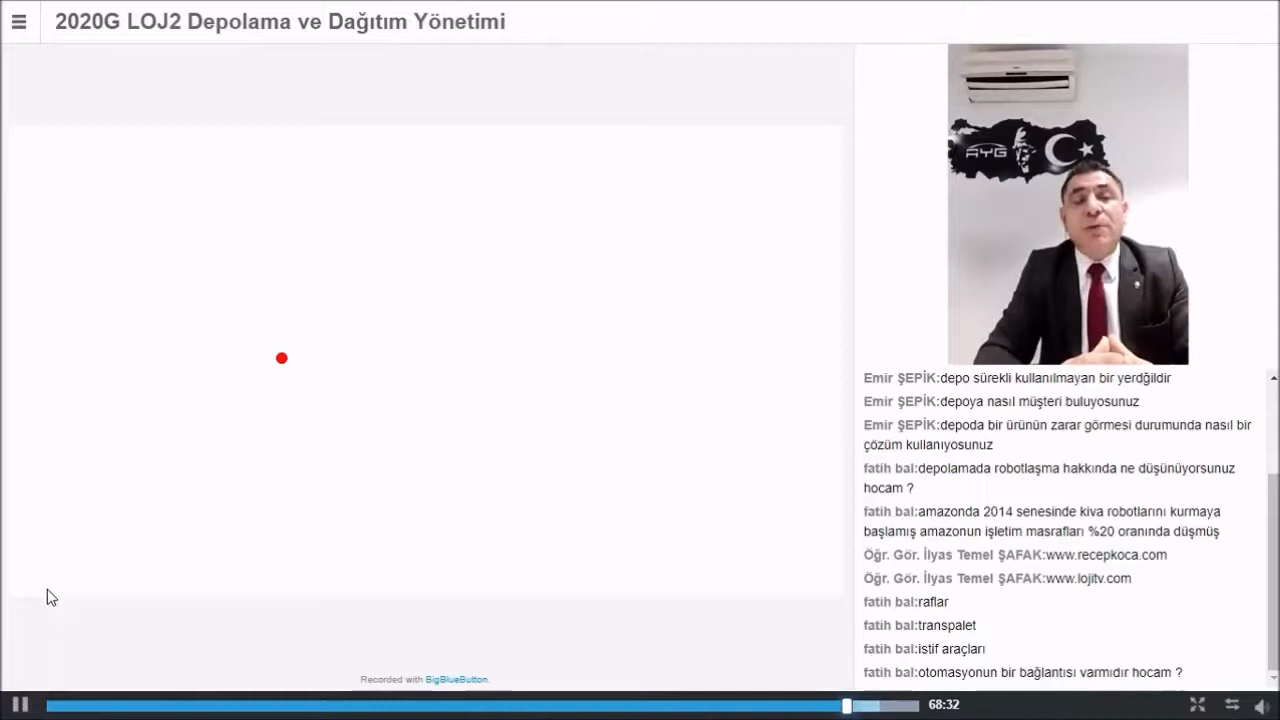 2020G LOJ2 Depolama ve Dağıtım Yönetimi
AYG
Emir ŞEPİK:depo sürekli kullanılmayan bir yerdğildir
Emir ŞEPİK:depoya nasıl müşteri buluyosunuz
Emir ŞEPİK:depoda bir ürünün zarar görmesi durumunda nasıl bir
çözüm kullanıyosunuz
fatih bal:depolamada robotlaşma hakkında ne düşünüyorsunuz
hocam ?
fatih bal:amazonda 2014 senesinde kiva robotlarını kurmaya
başlamış amazonun işletim masrafları %20 oranında düşmüş
Öğr. Gör. İlyas Temel ŞAFAK:www.recepkoca.com
Öğr. Gör. İlyas Temel ŞAFAK:www.lojitv.com
fatih bal:raflar
fatih bal:transpalet
fatih bal:istif araçları
fatih bal:otomasyonun bir bağlantısı varmıdır hocam ?
Recorded with BigBlueButton.
68:32